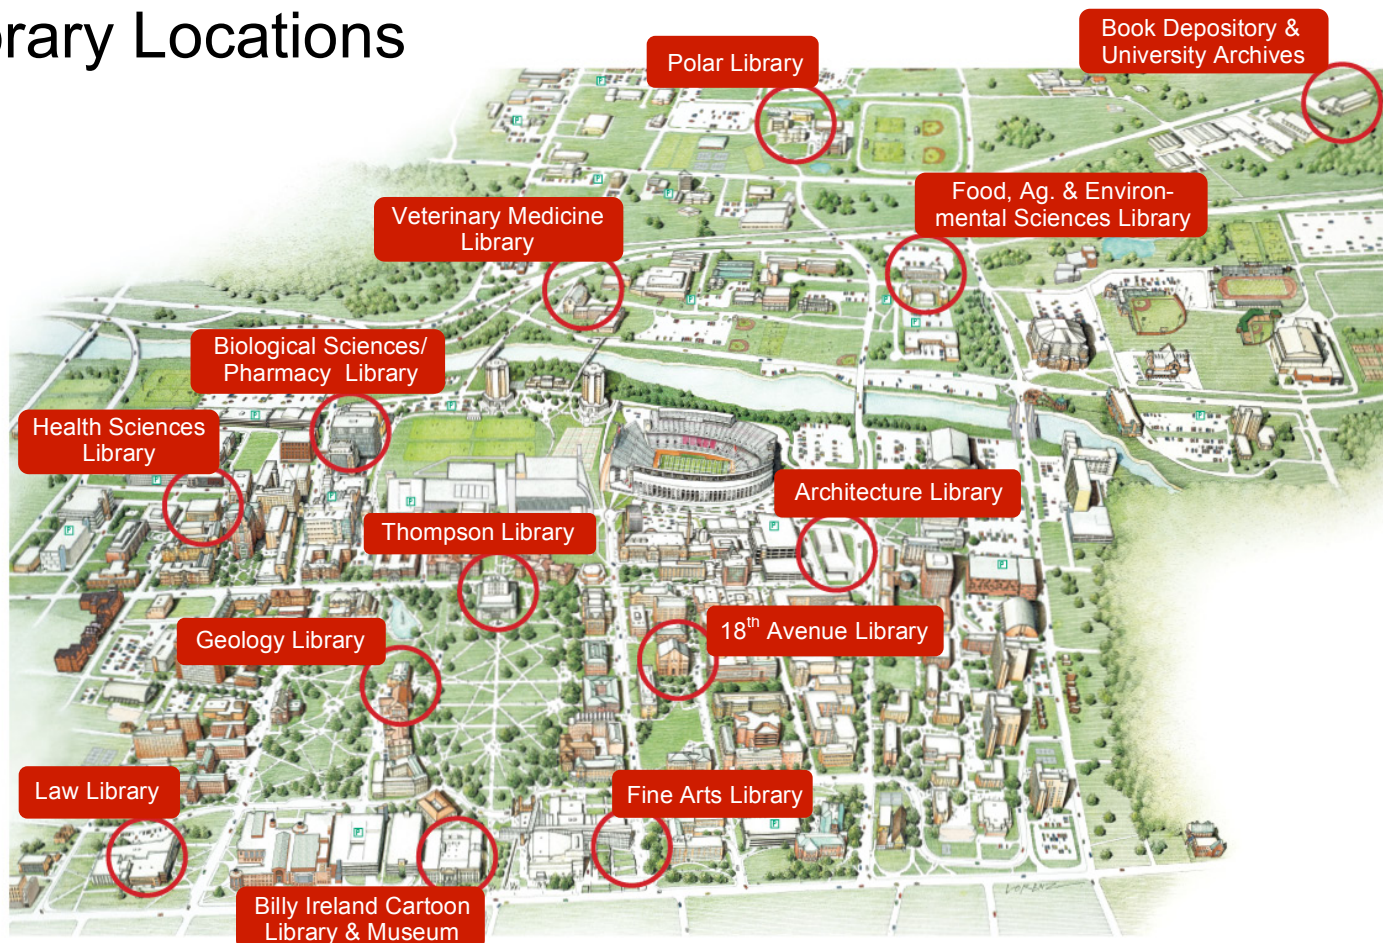 brary Locations
Book Depository &
University Archives
Polar Library
Food, Ag. & Environ-
mental Sciences Library
Veterinary Medicine
Library
Biological Sciences/
Pharmacy Library
Health Sciences
Library
Architecture Library
Thompson Library
18th Avenue Library
Geology Library
Law Library
Fine Arts Library
Billy Ireland Cartoon
Library & Museum
LORENZ